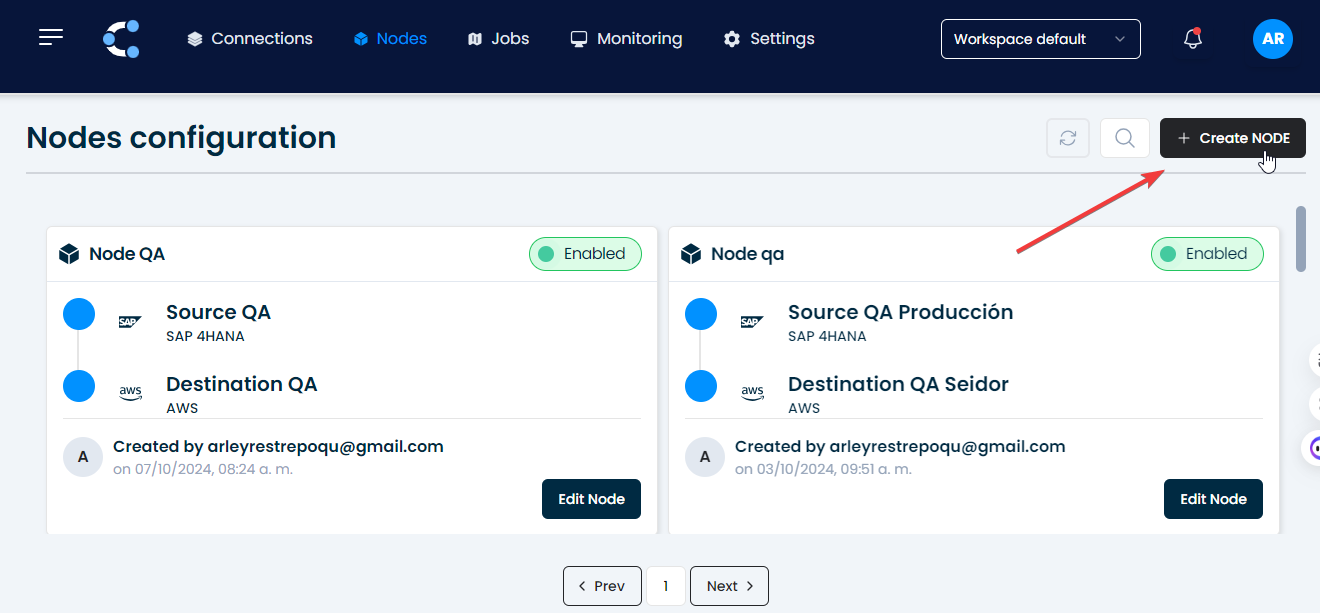 Connections
Nodes
Jobs
Monitoring
Settings
Workspace default
AR
Nodes configuration
+ Create NODE
Node QA
Enabled
Source QA
SAP
SAP 4HANA
Destination QA
aws
AWS
A
Created by arleyrestrepoqu@gmail.com
on 07/10/2024, 08:24 a. m.
Edit Node
Node qa
Enabled
Source QA Producción
SAP
SAP 4HANA
Destination QA Seidor
aws
AWS
A
Created by arleyrestrepoqu@gmail.com
on 03/10/2024, 09:51 a. m.
Edit Node
< Prev
1
Next >